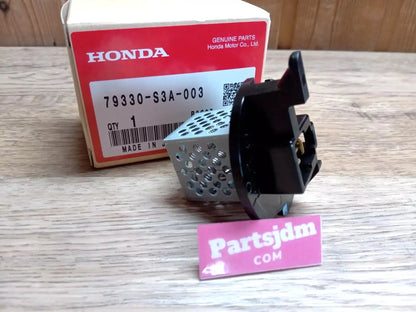 HONDA
GENUINE PARTS
Honda Motor Co., Ltd.
79330-S3A-003
QTY 1
MADE IN
Partsjdm
COM